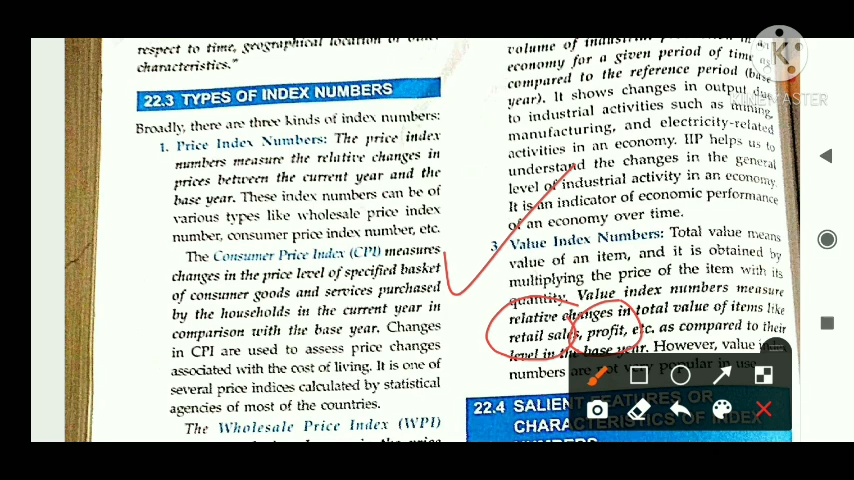 respect to time, geographical location or other
characteristics."
22.3 TYPES OF INDEX NUMBERS
Broadly, there are three kinds of index numbers:
1. Price Index Numbers: The price index
numbers measure the relative changes in
prices between the current year and the
base year. These index numbers can be of
various types like wholesale price index
number, consumer price index number, etc.
The Consumer Price Index (CPI) measures
changes in the price level of specified basket
of consumer goods and services purchased
by the households in the current year in
comparison with the base year. Changes
in CPI are used to assess price changes
associated with the cost of living. It is one of
several price indices calculated by statistical
agencies of most of the countries.
The Wholesale Price Index (WPI)
volume of industrial
economy for a given period of time as
compared to the reference period (base
year). It shows changes in output due
to industrial activities such as mining,
manufacturing, and electricity-related
activities in an economy. IIP helps us to
understand the changes in the general
level of industrial activity in an economy.
It is an indicator of economic performance
of an economy over time.
3. Value Index Numbers: Total value means
value of an item, and it is obtained by
multiplying the price of the item with its
quantity. Value index numbers measure
relative changes in total value of items like
retail sales, profit, etc. as compared to their
level in the base year. However, value index
numbers are not very popular in use.
22.4 SALIENT FEATURES OR
CHARACTERISTICS OF INDEX
NUMBERS
KINEMASTER